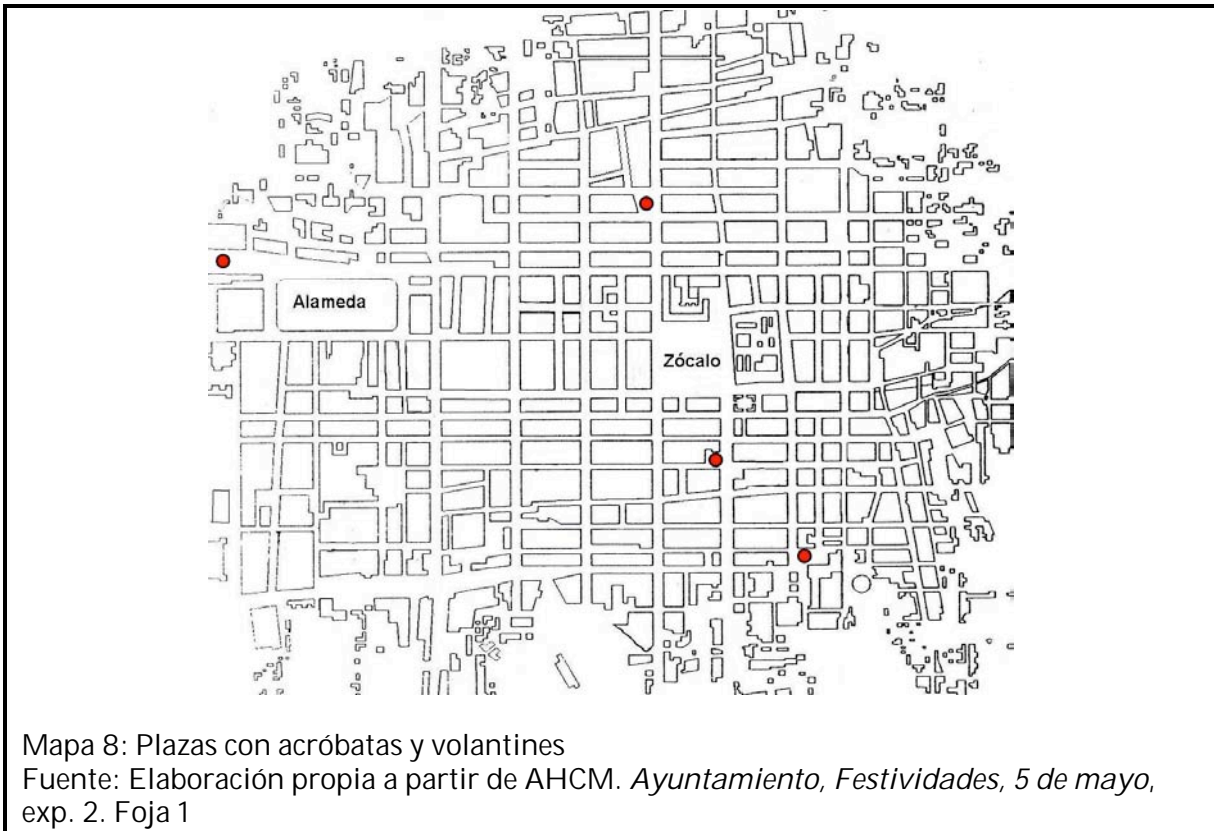 Alameda
Zócalo
Mapa 8: Plazas con acróbatas y volantines
Fuente: Elaboración propia a partir de AHCM. Ayuntamiento, Festividades, 5 de mayo,
exp. 2. Foja 1